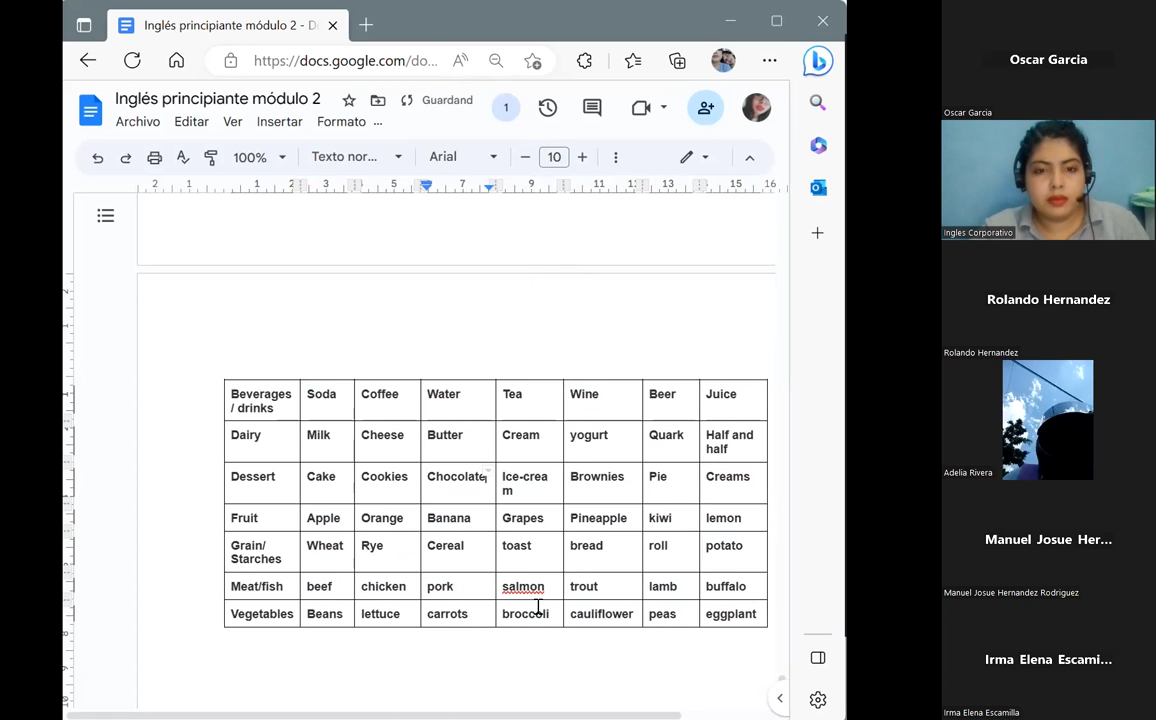 Inglés principiante módulo 2 - D
https://docs.google.com/do...
Inglés principiante módulo 2
Guardand
1
Archivo Editar Ver Insertar Formato ...
100% Texto nor... Arial 10
2 1 1 2 3 4 5 6 7 8 9 10 11 12 13 14 15 16
Beverages / drinks Soda Coffee Water Tea Wine Beer Juice
Dairy Milk Cheese Butter Cream yogurt Quark Half and half
Dessert Cake Cookies Chocolate Ice-cream Brownies Pie Creams
Fruit Apple Orange Banana Grapes Pineapple kiwi lemon
Grain/ Starches Wheat Rye Cereal toast bread roll potato
Meat/fish beef chicken pork salmon trout lamb buffalo
Vegetables Beans lettuce carrots broccoli cauliflower peas eggplant
Oscar Garcia
Oscar Garcia
Ingles Corporativo
Rolando Hernandez
Rolando Hernandez
Adelia Rivera
Manuel Josue Her...
Manuel Josue Hernandez Rodriguez
Irma Elena Escami...
Irma Elena Escamilla